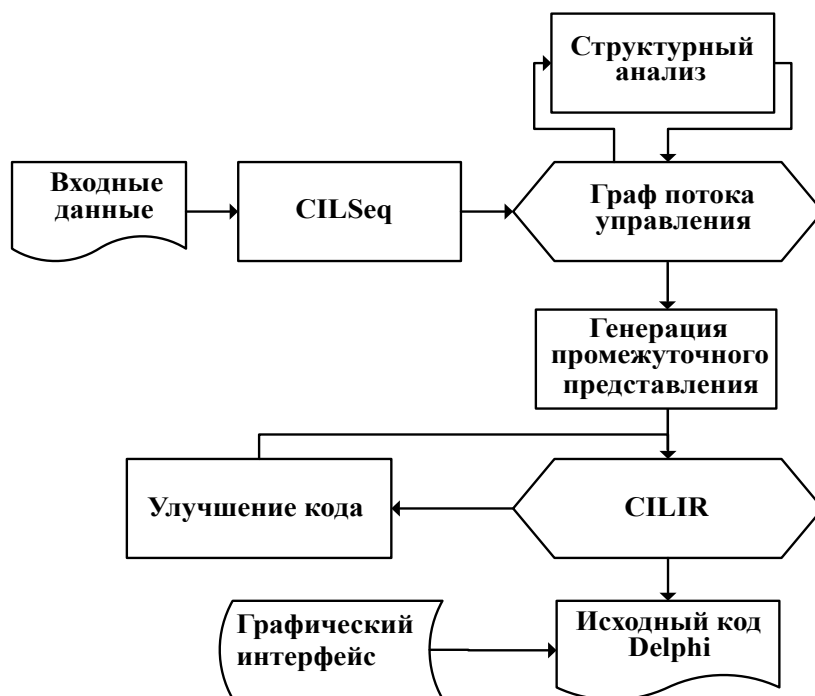 Структурный
анализ
Входные
данные
CILSeq
Граф потока
управления
Генерация
промежуточного
представления
Улучшение кода
CILIR
Графический
интерфейс
Исходный код
Delphi